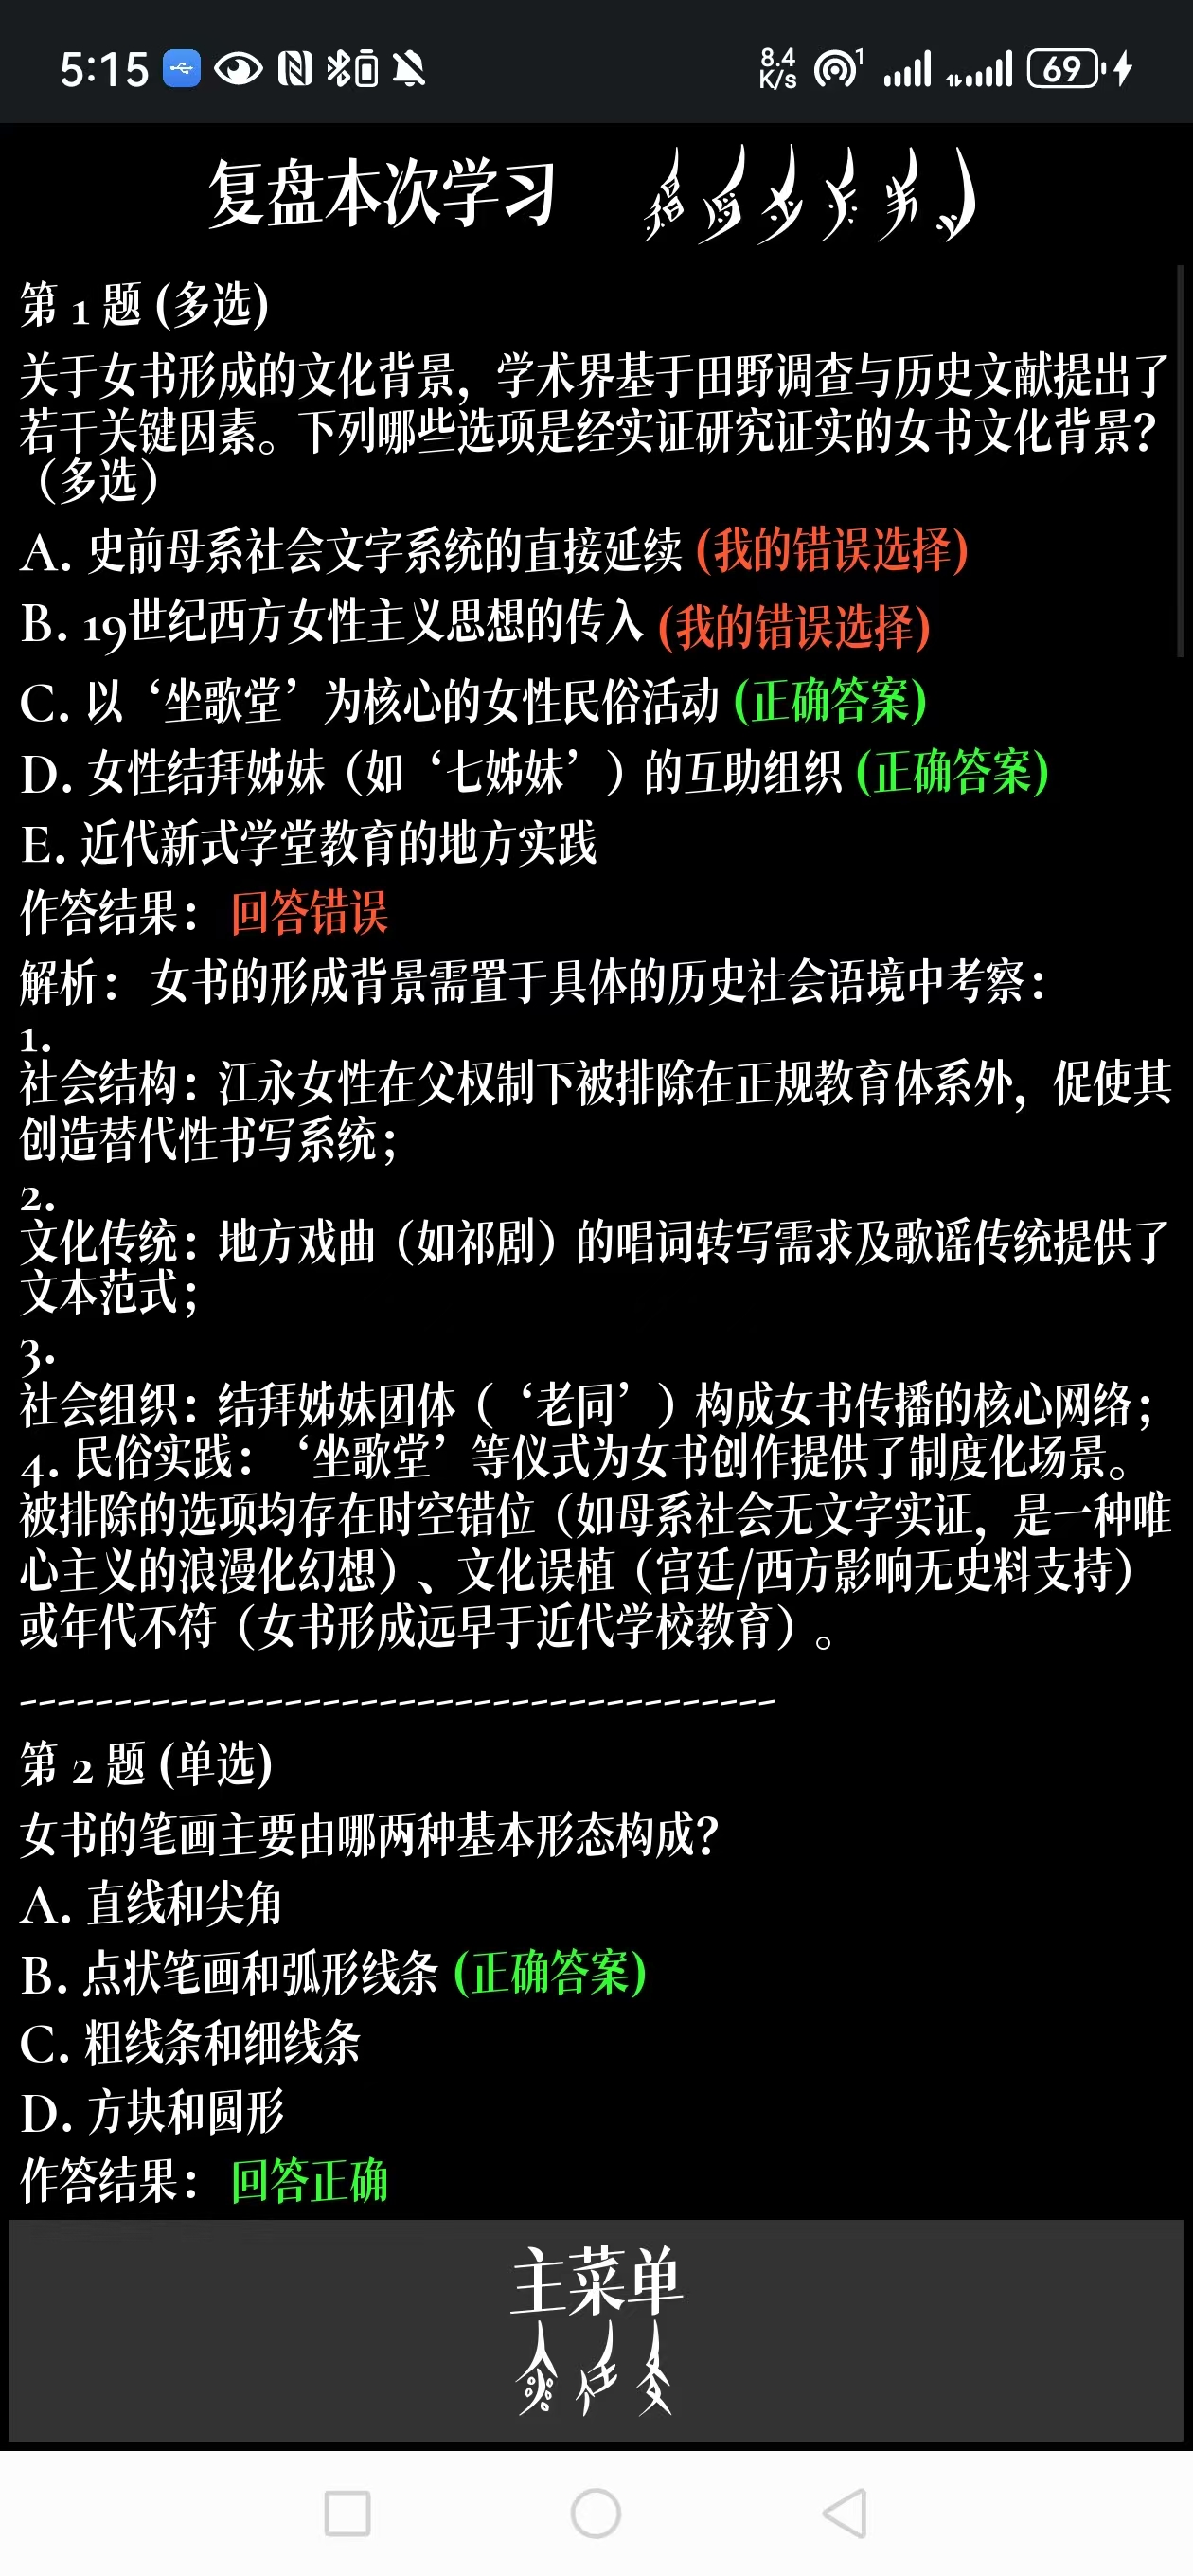 5:15
8.4 K/s
1
69
复盘本次学习
第 1 题 (多选)
关于女书形成的文化背景，学术界基于田野调查与历史文献提出了
若干关键因素。下列哪些选项是经实证研究证实的女书文化背景？
（多选）
A. 史前母系社会文字系统的直接延续 (我的错误选择)
B. 19世纪西方女性主义思想的传入 (我的错误选择)
C. 以‘坐歌堂’为核心的女性民俗活动 (正确答案)
D. 女性结拜姊妹（如‘七姊妹’）的互助组织 (正确答案)
E. 近代新式学堂教育的地方实践
作答结果： 回答错误
解析： 女书的形成背景需置于具体的历史社会语境中考察：
1.
社会结构：江永女性在父权制下被排除在正规教育体系外，促使其
创造替代性书写系统；
2.
文化传统：地方戏曲（如祁剧）的唱词转写需求及歌谣传统提供了
文本范式；
3.
社会组织：结拜姊妹团体（‘老同’）构成女书传播的核心网络；
4. 民俗实践：‘坐歌堂’等仪式为女书创作提供了制度化场景。
被排除的选项均存在时空错位（如母系社会无文字实证，是一种唯
心主义的浪漫化幻想）、文化误植（宫廷/西方影响无史料支持）
或年代不符（女书形成远早于近代学校教育）。
----------------------------------------
第 2 题 (单选)
女书的笔画主要由哪两种基本形态构成？
A. 直线和尖角
B. 点状笔画和弧形线条 (正确答案)
C. 粗线条和细线条
D. 方块和圆形
作答结果： 回答正确
主菜单